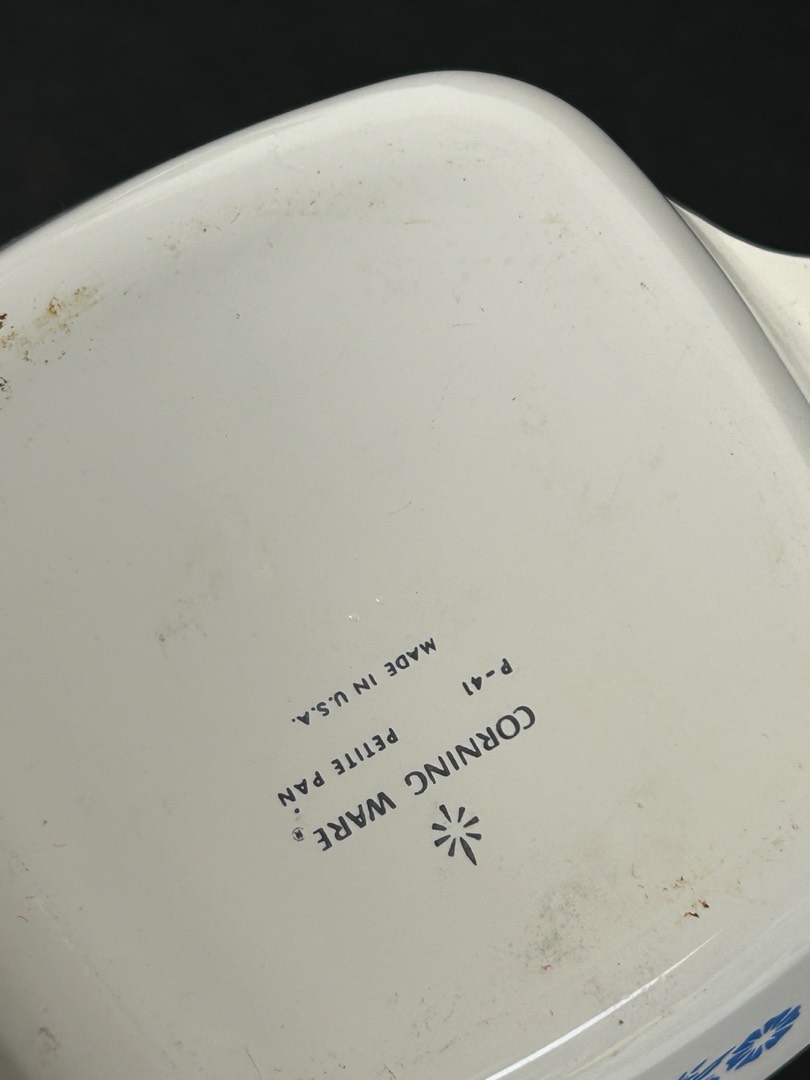 CORNING WARE®
P-41 PETITE PAN
MADE IN U.S.A.